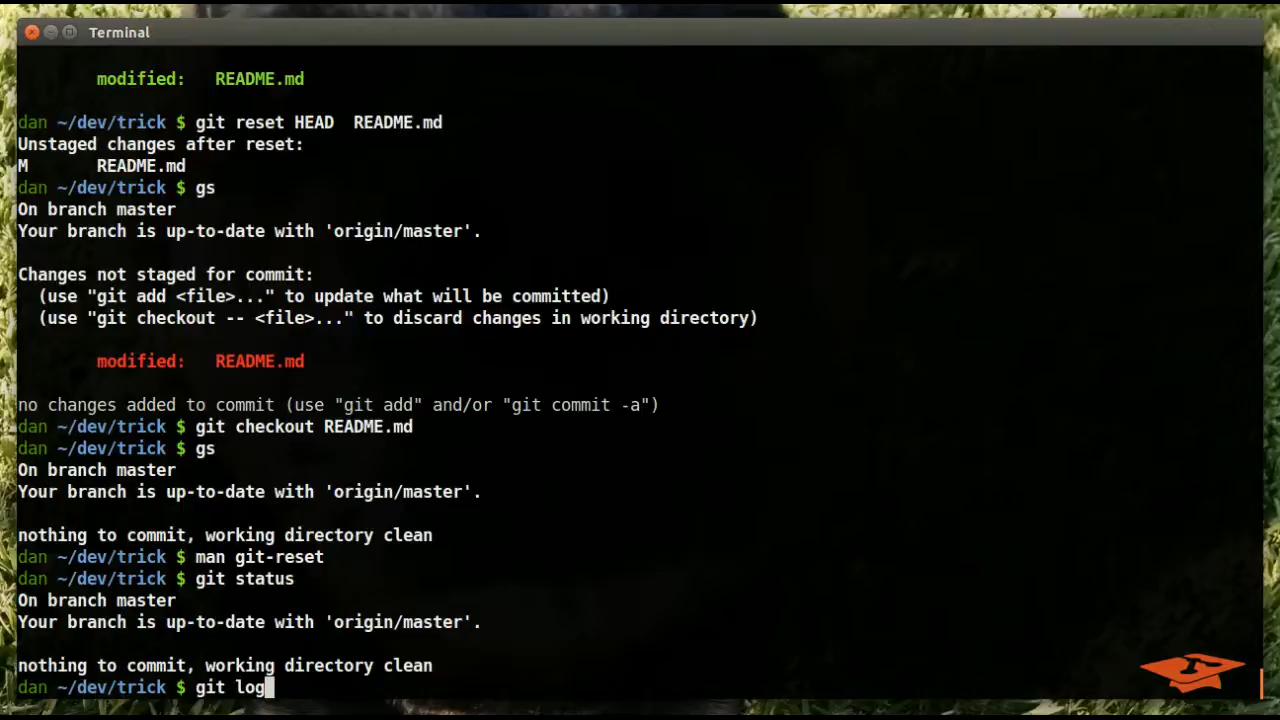 Terminal
modified:   README.md
dan ~/dev/trick $ git reset HEAD  README.md
Unstaged changes after reset:
M       README.md
dan ~/dev/trick $ gs
On branch master
Your branch is up-to-date with 'origin/master'.
Changes not staged for commit:
  (use "git add <file>..." to update what will be committed)
  (use "git checkout -- <file>..." to discard changes in working directory)
modified:   README.md
no changes added to commit (use "git add" and/or "git commit -a")
dan ~/dev/trick $ git checkout README.md
dan ~/dev/trick $ gs
On branch master
Your branch is up-to-date with 'origin/master'.
nothing to commit, working directory clean
dan ~/dev/trick $ man git-reset
dan ~/dev/trick $ git status
On branch master
Your branch is up-to-date with 'origin/master'.
nothing to commit, working directory clean
dan ~/dev/trick $ git log